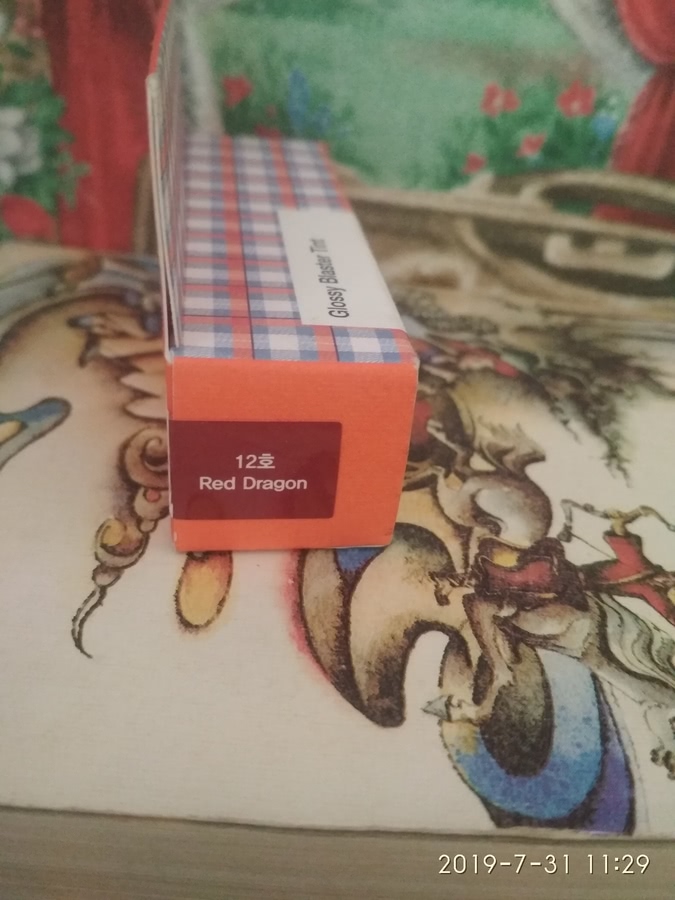 Glossy Blaster Tint
12호
Red Dragon
2019-7-31 11:29